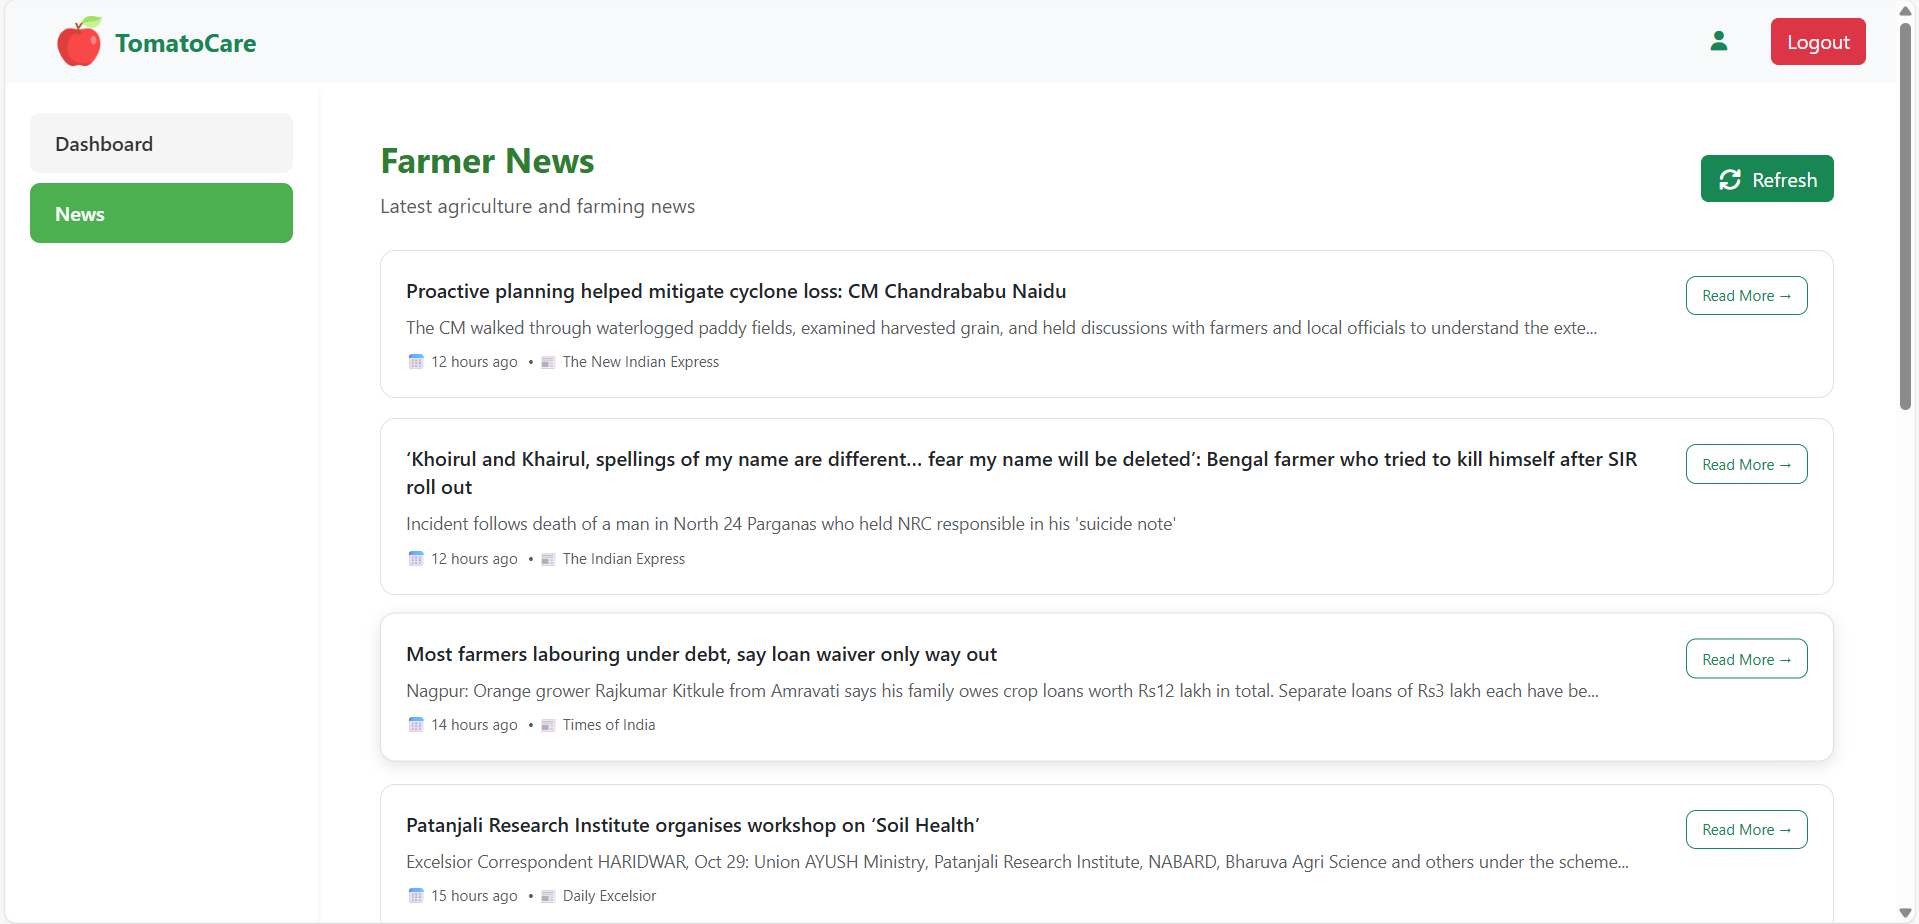 TomatoCare
Logout
Dashboard
News
Farmer News
Latest agriculture and farming news
Refresh
Proactive planning helped mitigate cyclone loss: CM Chandrababu Naidu
Read More →
The CM walked through waterlogged paddy fields, examined harvested grain, and held discussions with farmers and local officials to understand the exte...
12 hours ago • The New Indian Express
‘Khoirul and Khairul, spellings of my name are different… fear my name will be deleted’: Bengal farmer who tried to kill himself after SIR
roll out
Read More →
Incident follows death of a man in North 24 Parganas who held NRC responsible in his 'suicide note'
12 hours ago • The Indian Express
Most farmers labouring under debt, say loan waiver only way out
Read More →
Nagpur: Orange grower Rajkumar Kitkule from Amravati says his family owes crop loans worth Rs12 lakh in total. Separate loans of Rs3 lakh each have be...
14 hours ago • Times of India
Patanjali Research Institute organises workshop on ‘Soil Health’
Read More →
Excelsior Correspondent HARIDWAR, Oct 29: Union AYUSH Ministry, Patanjali Research Institute, NABARD, Bharuva Agri Science and others under the scheme...
15 hours ago • Daily Excelsior